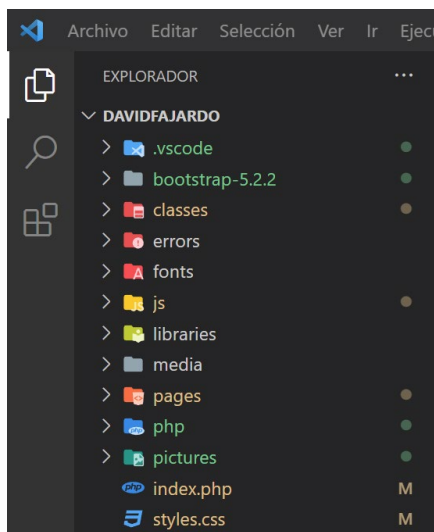 Archivo Editar Selección Ver Ir Ejec
EXPLORADOR ...
DAVIDFAJARDO
.vscode
bootstrap-5.2.2
classes
errors
fonts
js
libraries
media
pages
php
pictures
index.php M
styles.css M